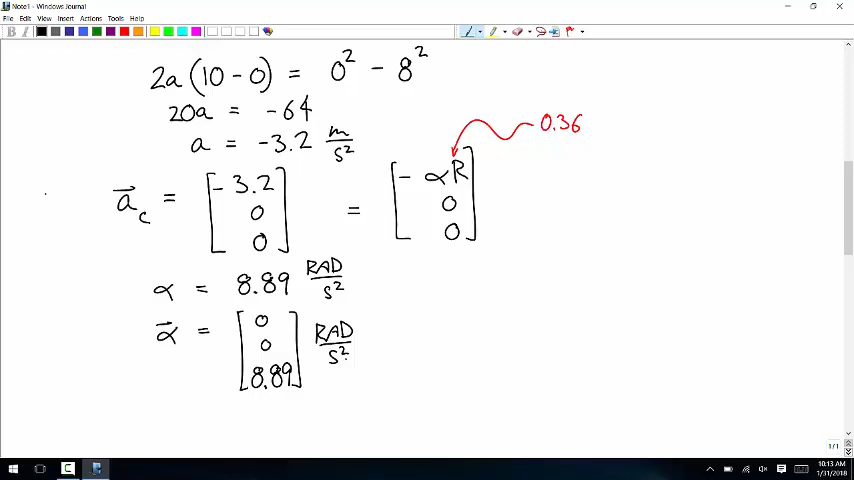 Note1 - Windows Journal
File Edit View Insert Actions Tools Help
B I U
2a(10 - 0) = 0² - 8²
20a = -64
a = -3.2 m/s²
0.36
a⃗_c = [-3.2 0 0] = [-αR 0 0]
α = 8.89 RAD/s²
α⃗ = [0 0 8.89] RAD/s²
1/1
10:13 AM
1/31/2018